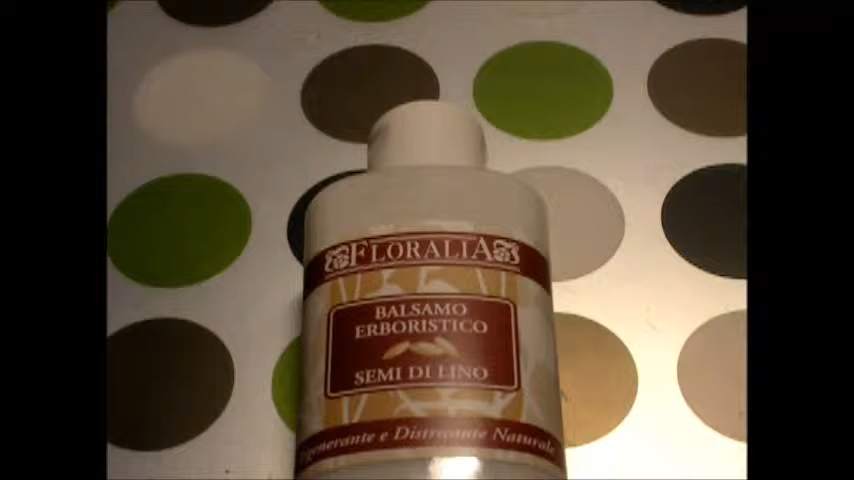 FLORALIA
BALSAMO
ERBORISTICO
SEMI DI LINO
e Districante Naturale